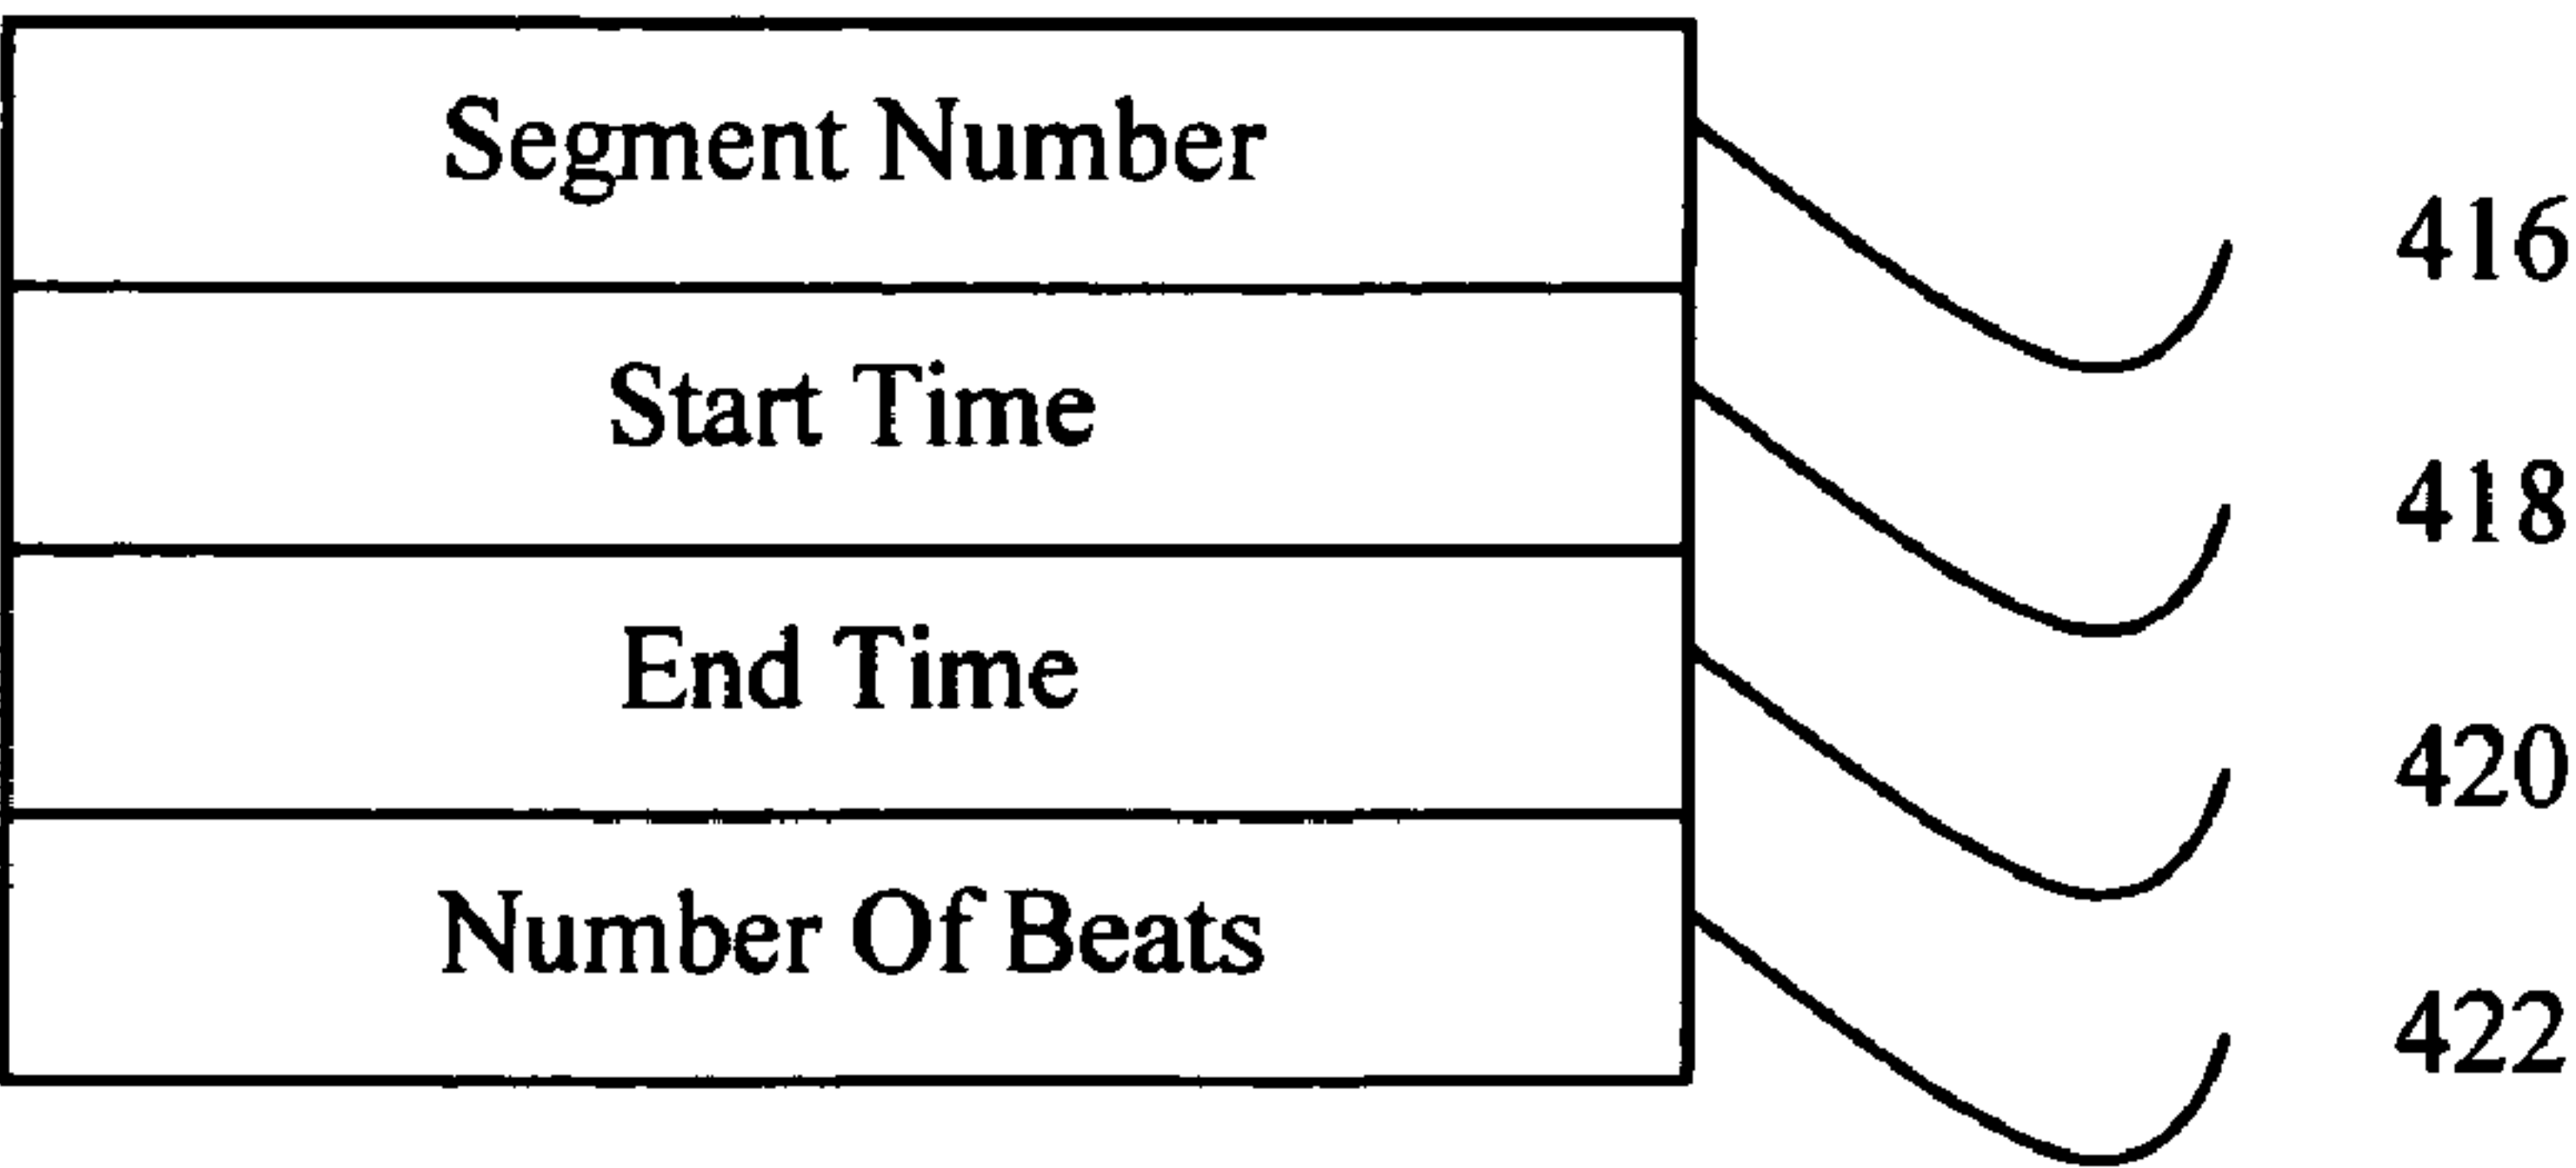 Segment Number
416
Start Time
418
End Time
420
Number Of Beats
422